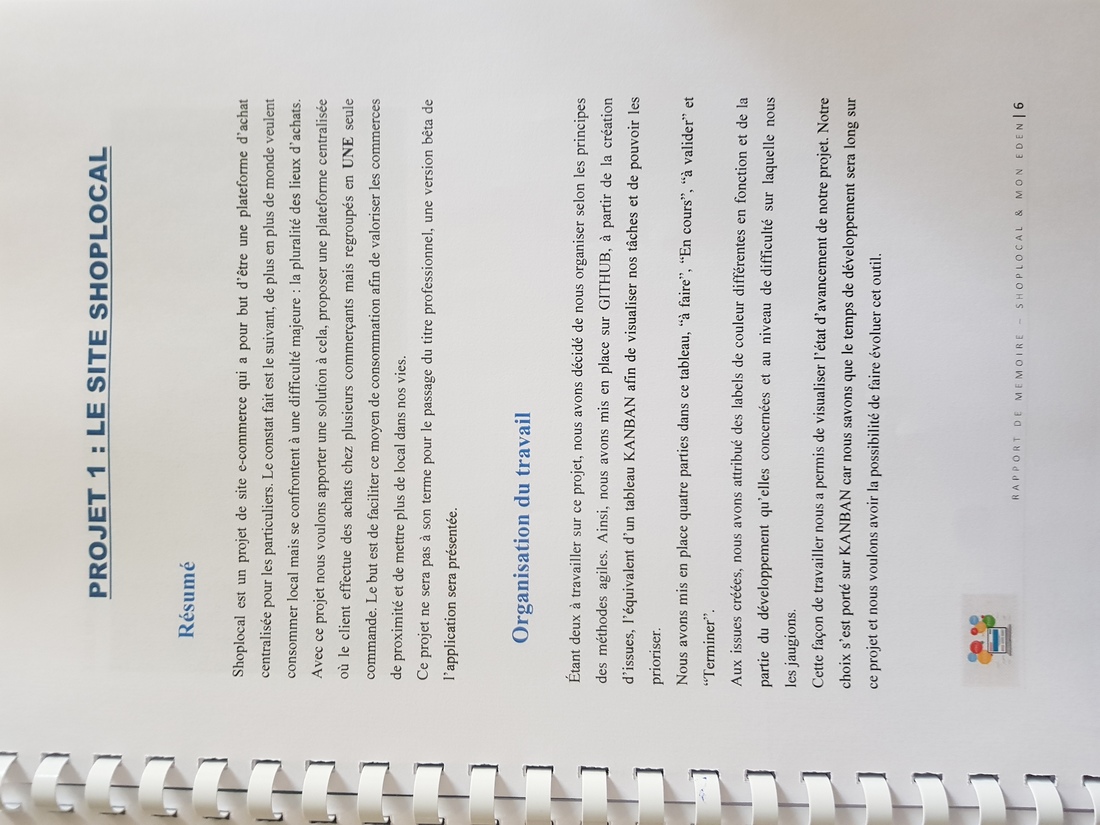 PROJET 1 : LE SITE SHOPLOCAL
Résumé
Shoplocal est un projet de site e-commerce qui a pour but d'être une plateforme d'achat
centralisée pour les particuliers. Le constat fait est le suivant, de plus en plus de monde veulent
consommer local mais se confrontent à une difficulté majeure : la pluralité des lieux d'achats.
Avec ce projet nous voulons apporter une solution à cela, proposer une plateforme centralisée
où le client effectue des achats chez plusieurs commerçants mais regroupés en UNE seule
commande. Le but est de faciliter ce moyen de consommation afin de valoriser les commerces
de proximité et de mettre plus de local dans nos vies.
Ce projet ne sera pas à son terme pour le passage du titre professionnel, une version bêta de
l'application sera présentée.
Organisation du travail
Étant deux à travailler sur ce projet, nous avons décidé de nous organiser selon les principes
des méthodes agiles. Ainsi, nous avons mis en place sur GITHUB, à partir de la création
d'issues, l'équivalent d'un tableau KANBAN afin de visualiser nos tâches et de pouvoir les
prioriser.
Nous avons mis en place quatre parties dans ce tableau, “à faire”, “En cours”, “à valider” et
“Terminer”.
Aux issues créées, nous avons attribué des labels de couleur différentes en fonction et de la
partie du développement qu'elles concernées et au niveau de difficulté sur laquelle nous
les jaugions.
Cette façon de travailler nous a permis de visualiser l'état d'avancement de notre projet. Notre
choix s'est porté sur KANBAN car nous savons que le temps de développement sera long sur
ce projet et nous voulons avoir la possibilité de faire évoluer cet outil.
RAPPORT DE MEMOIRE – SHOPLOCAL & MON EDEN | 6